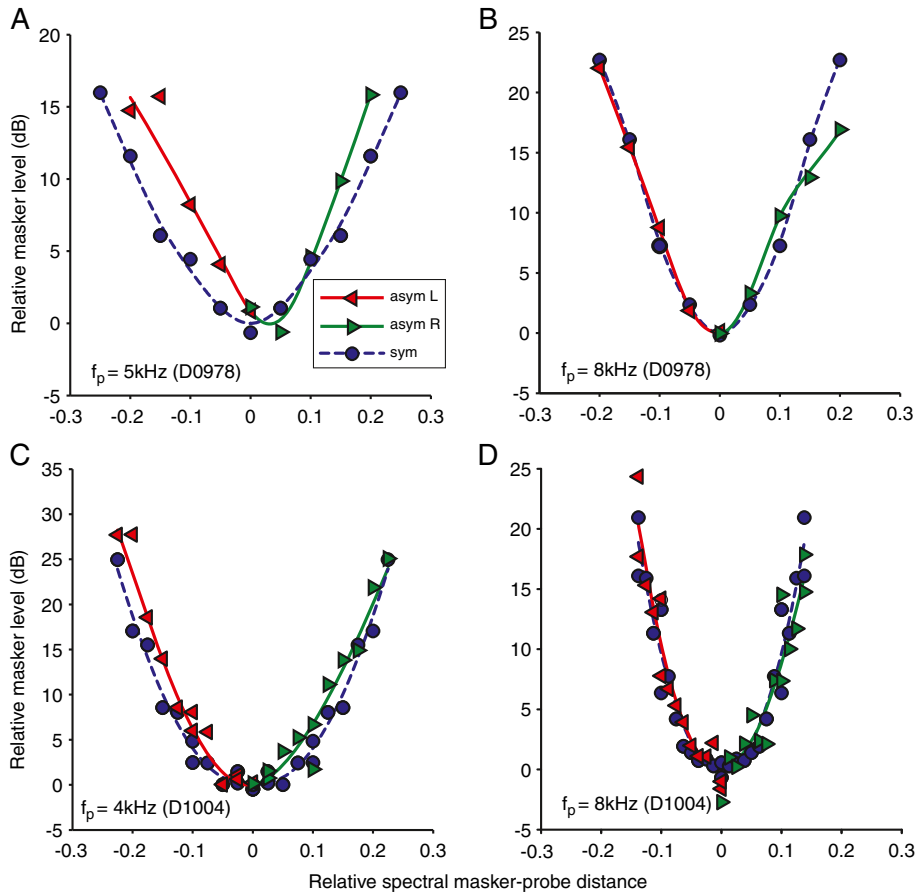 A
20
15
10
5
0
-5
Relative masker level (dB)
-0.3 -0.2 -0.1 0 0.1 0.2 0.3
asym L
asym R
sym
fp = 5kHz (D0978)
B
25
20
15
10
5
0
-5
-0.3 -0.2 -0.1 0 0.1 0.2 0.3
fp = 8kHz (D0978)
C
35
30
25
20
15
10
5
0
-5
Relative masker level (dB)
-0.3 -0.2 -0.1 0 0.1 0.2 0.3
fp = 4kHz (D1004)
D
25
20
15
10
5
0
-5
-0.3 -0.2 -0.1 0 0.1 0.2 0.3
fp = 8kHz (D1004)
Relative spectral masker-probe distance